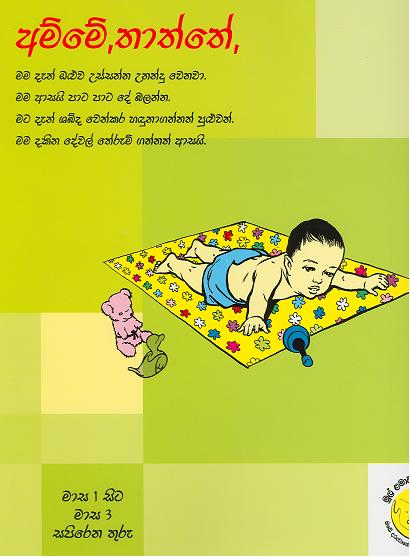 අම්මේ,තාත්තේ,
මම දැන් ඔළුව උස්සන්න උනන්දු වෙනවා.
මම ආසයි පාට පාට දේ බලන්න.
මට දැන් ශබ්ද වෙන්කර හඳුනාගන්නත් පුළුවන්.
මම දකින දේවල් තේරුම් ගන්නත් ආසයි.
මාස 1 සිට
මාස 3
සපිරෙන තුරු